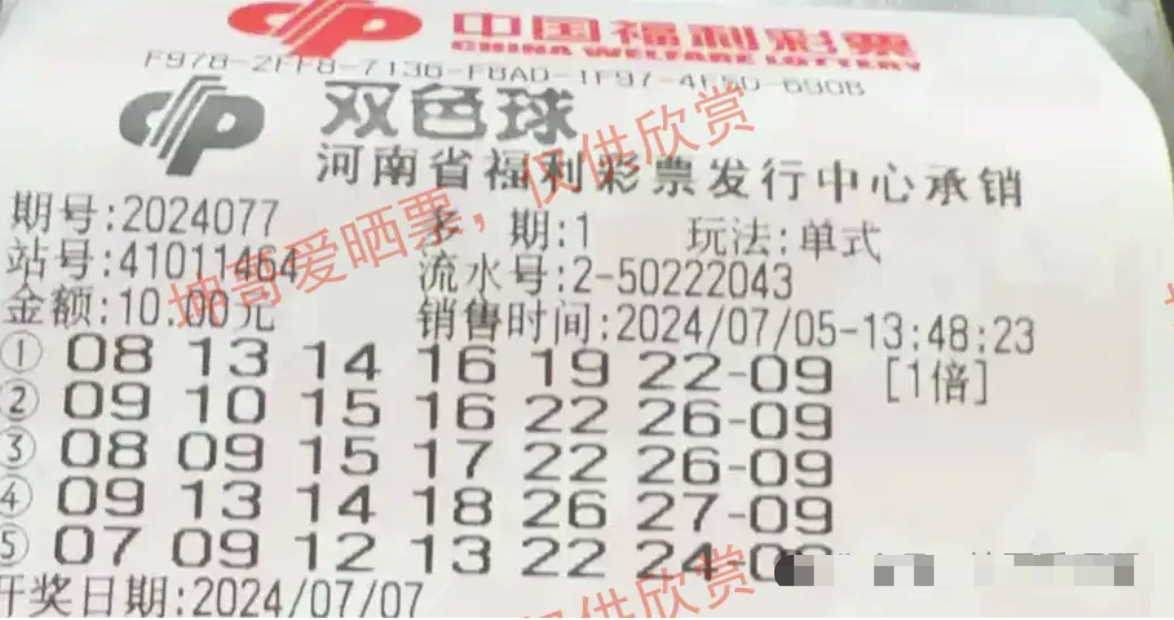 中国福利彩票
CHINA WELFARE LOTTERY
F978-2FF8-7136-F8AD-1F97-4F5D-690B
双色球
河南省福利彩票发行中心承销
期号:2024077 多 期:1 玩法:单式
站号:41011464 流水号:2-50222043
金额:10.00元 销售时间:2024/07/05-13:48:23
① 08 13 14 16 19 22-09 [1倍]
② 09 10 15 16 22 26-09
③ 08 09 15 17 22 26-09
④ 09 13 14 18 26 27-09
⑤ 07 09 12 13 22 24-0
开奖日期:2024/07/07
坤哥爱晒票，仅供欣赏
仅供欣赏